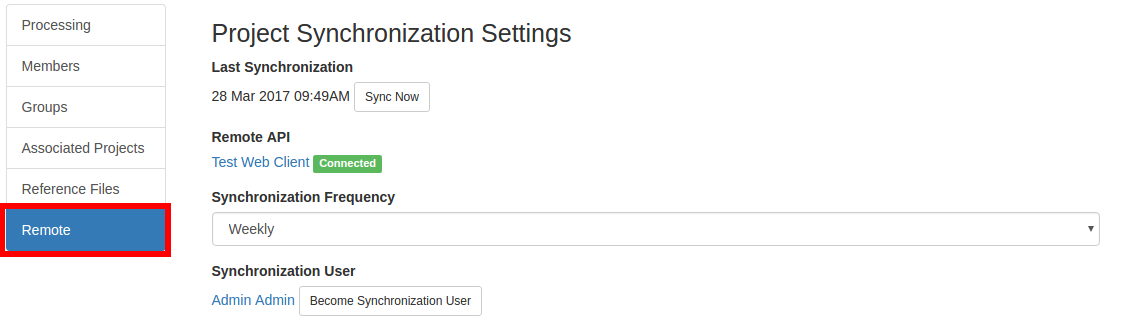 Processing
Members
Groups
Associated Projects
Reference Files
Remote
Project Synchronization Settings
Last Synchronization
28 Mar 2017 09:49AM Sync Now
Remote API
Test Web Client Connected
Synchronization Frequency
Weekly
Synchronization User
Admin Admin Become Synchronization User